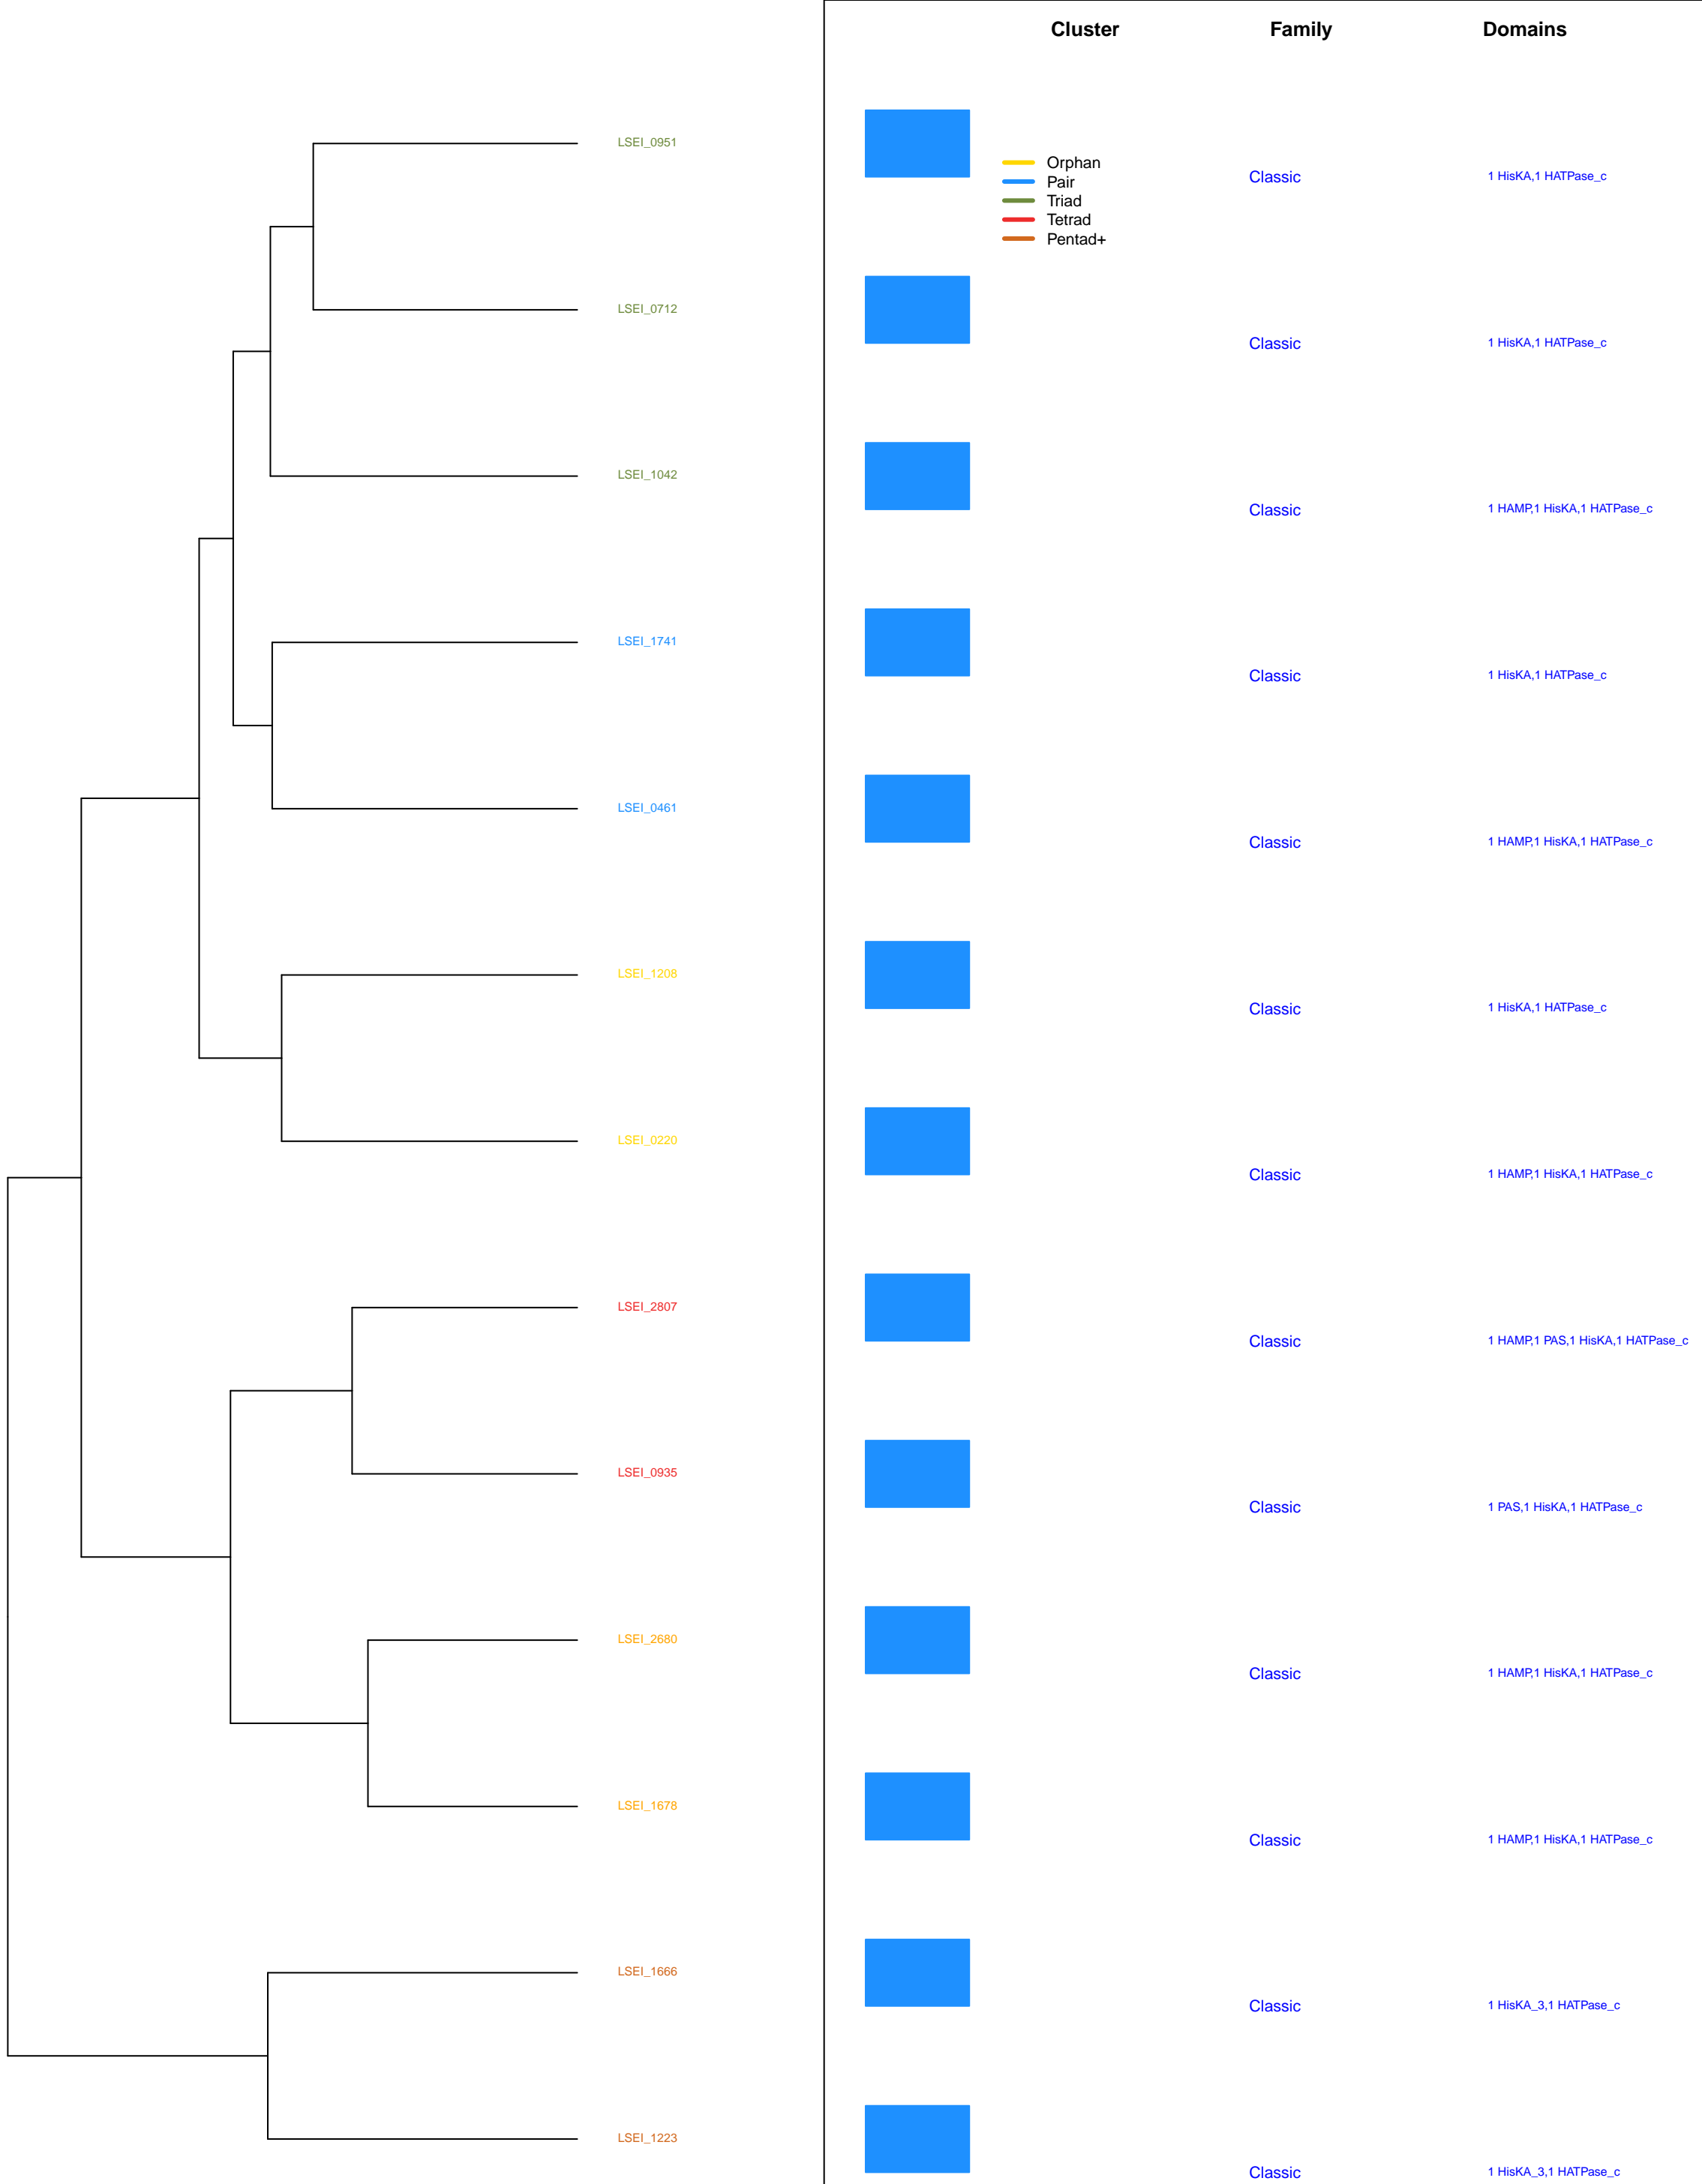 Cluster Family Domains
LSEI_0951
Orphan
Pair
Triad
Tetrad
Pentad+
Classic 1 HisKA,1 HATPase_c
LSEI_0712
Classic 1 HisKA,1 HATPase_c
LSEI_1042
Classic 1 HAMP,1 HisKA,1 HATPase_c
LSEI_1741
Classic 1 HisKA,1 HATPase_c
LSEI_0461
Classic 1 HAMP,1 HisKA,1 HATPase_c
LSEI_1208
Classic 1 HisKA,1 HATPase_c
LSEI_0220
Classic 1 HAMP,1 HisKA,1 HATPase_c
LSEI_2807
Classic 1 HAMP,1 PAS,1 HisKA,1 HATPase_c
LSEI_0935
Classic 1 PAS,1 HisKA,1 HATPase_c
LSEI_2680
Classic 1 HAMP,1 HisKA,1 HATPase_c
LSEI_1678
Classic 1 HAMP,1 HisKA,1 HATPase_c
LSEI_1666
Classic 1 HisKA_3,1 HATPase_c
LSEI_1223
Classic 1 HisKA_3,1 HATPase_c